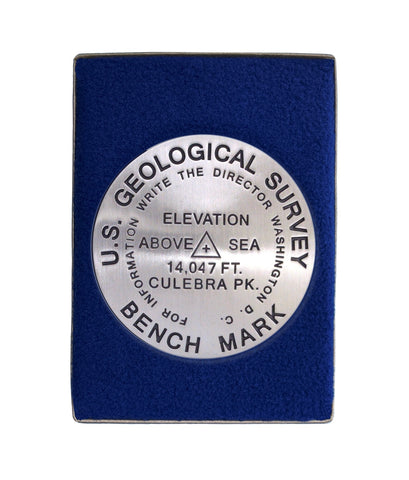 U.S. GEOLOGICAL SURVEY
FOR INFORMATION WRITE THE DIRECTOR WASHINGTON D. C.
ELEVATION
ABOVE + SEA
14,047 FT.
CULEBRA PK.
BENCH MARK